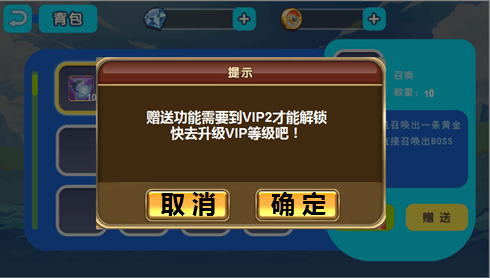 背包
提示
召唤
数量：10
10
赠送功能需要到VIP2才能解锁
快去升级VIP等级吧！
召唤出一条黄金
直接召唤出BOSS
取消
确定
赠送